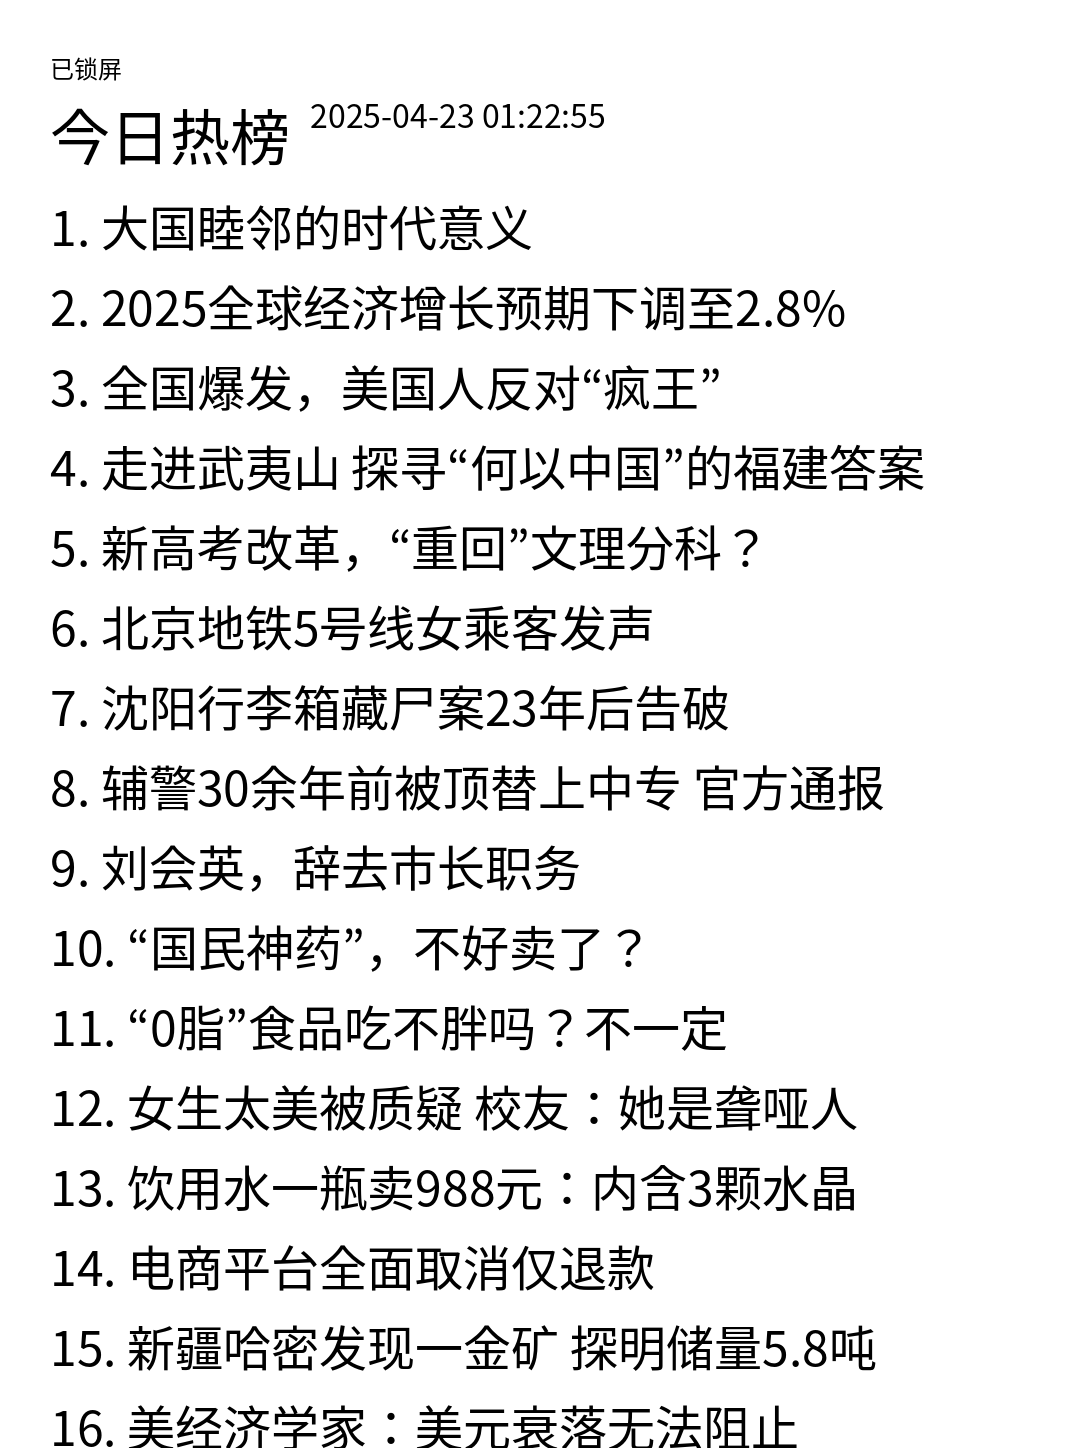 已锁屏
今日热榜 2025-04-23 01:22:55
1. 大国睦邻的时代意义
2. 2025全球经济增长预期下调至2.8%
3. 全国爆发，美国人反对“疯王”
4. 走进武夷山 探寻“何以中国”的福建答案
5. 新高考改革，“重回”文理分科？
6. 北京地铁5号线女乘客发声
7. 沈阳行李箱藏尸案23年后告破
8. 辅警30余年前被顶替上中专 官方通报
9. 刘会英，辞去市长职务
10. “国民神药”，不好卖了？
11. “0脂”食品吃不胖吗？不一定
12. 女生太美被质疑 校友：她是聋哑人
13. 饮用水一瓶卖988元：内含3颗水晶
14. 电商平台全面取消仅退款
15. 新疆哈密发现一金矿 探明储量5.8吨
16. 美经济学家：美元衰落无法阻止